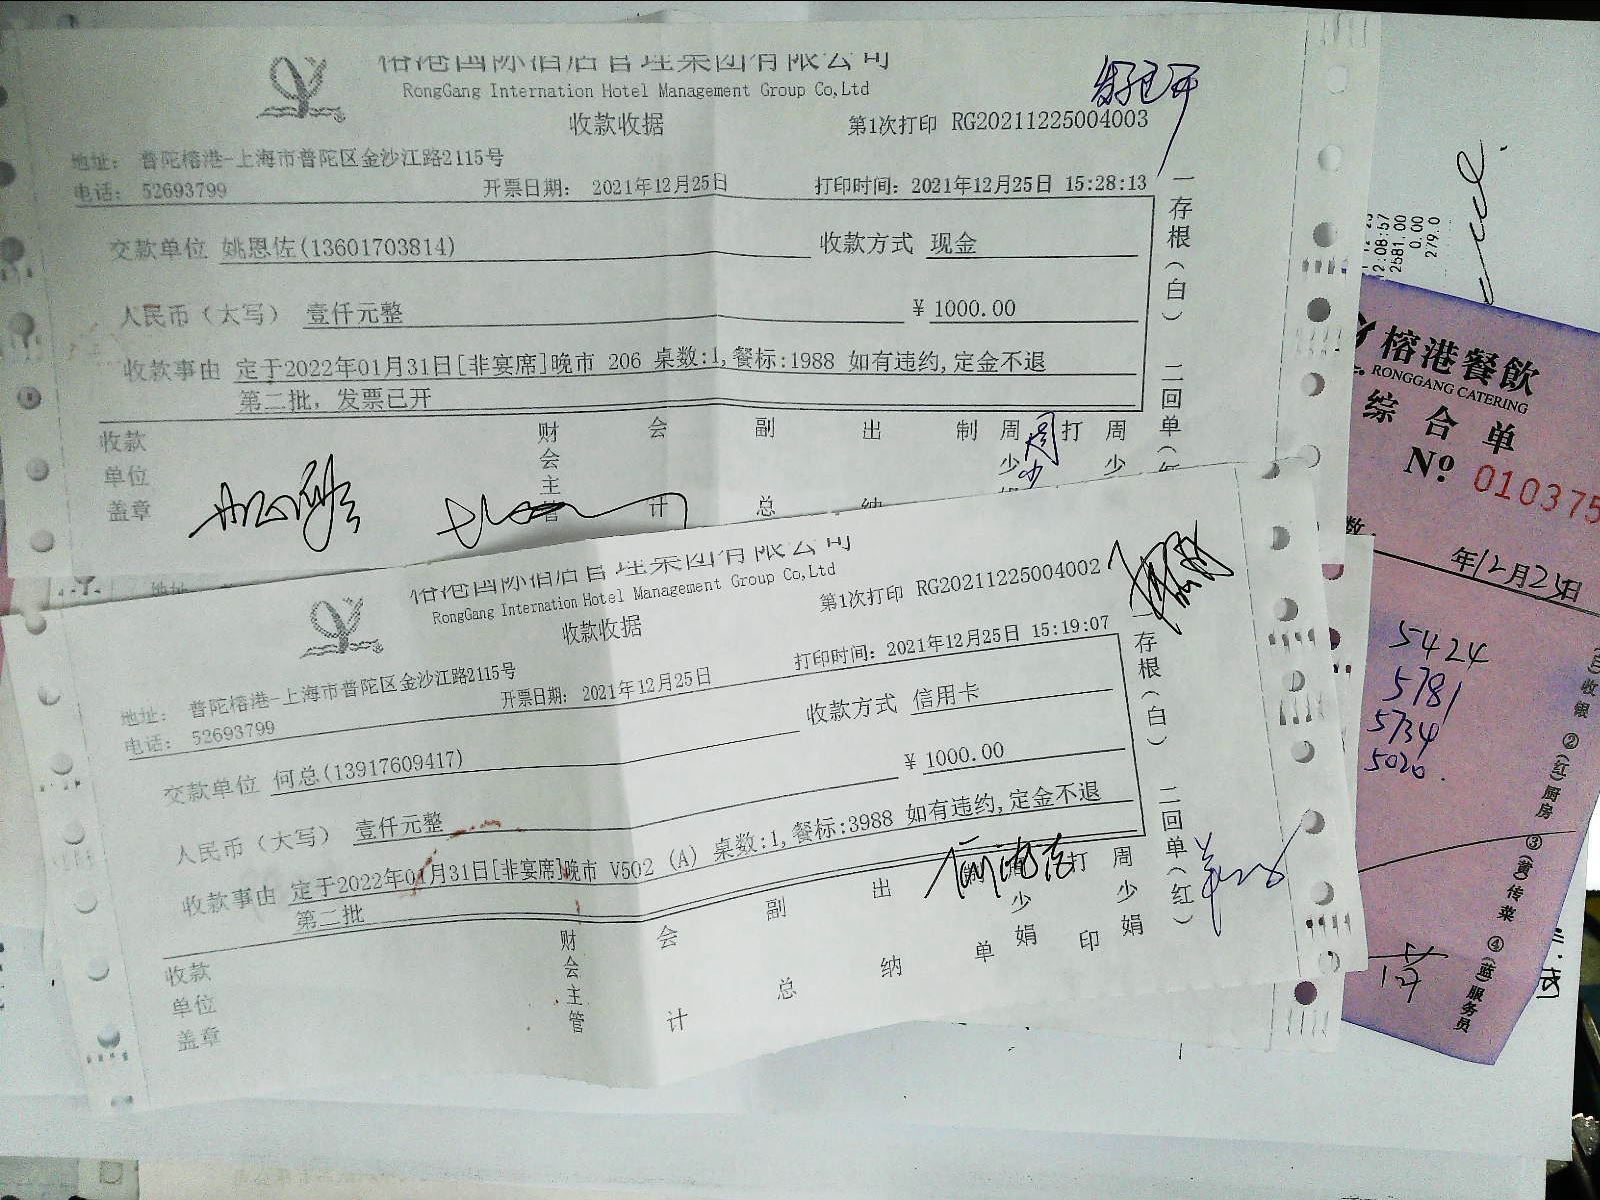 榕港国际酒店管理集团有限公司
RongGang Internation Hotel Management Group Co,Ltd
收款收据
第1次打印 RG20211225004003
地址： 普陀榕港-上海市普陀区金沙江路2115号
电话： 52693799
开票日期： 2021年12月25日
打印时间：2021年12月25日 15:28:13
交款单位 姚恩佐(13601703814)
收款方式 现金
人民币（大写） 壹仟元整
¥ 1000.00
收款事由 定于2022年01月31日[非宴席]晚市 206 桌数:1,餐标:1988 如有违约,定金不退
第二批，发票已开
收款单位盖章
财会主管
会计
副总
出纳
制 周少
打 周少
一存根（白）
二回单（红
榕港国际酒店管理集团有限公司
RongGang Internation Hotel Management Group Co,Ltd
收款收据
第1次打印 RG20211225004002
地址： 普陀榕港-上海市普陀区金沙江路2115号
电话： 52693799
开票日期： 2021年12月25日
打印时间：2021年12月25日 15:19:07
交款单位 何总(13917609417)
收款方式 信用卡
人民币（大写） 壹仟元整
¥ 1000.00
收款事由 定于2022年01月31日[非宴席]晚市 V502 (A) 桌数:1,餐标:3988 如有违约,定金不退
第二批
收款单位盖章
财会主管
会计
副总
出纳
单 少娟
打印 周少娟
一存根（白）
二回单（红）
12:08:57
2581.00
0.00
279.0
榕港餐飲
RONGGANG CATERING
综合单
Nº 010375
年12月25日
5424
5781
5734
5020.
收银 ②(红)厨房 ③(黄)传菜 ④(蓝)服务员